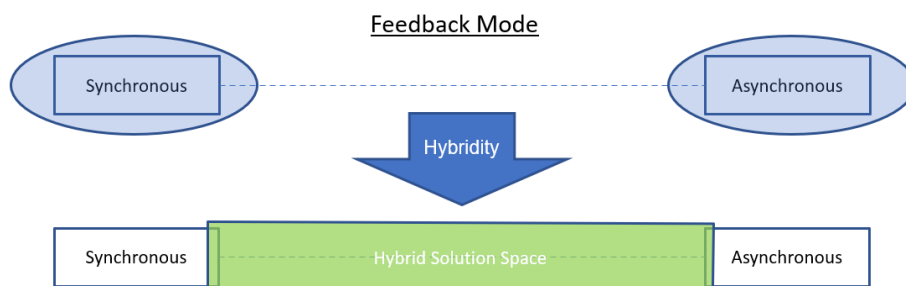 Feedback Mode
Synchronous
Asynchronous
Hybridity
Synchronous
Hybrid Solution Space
Asynchronous